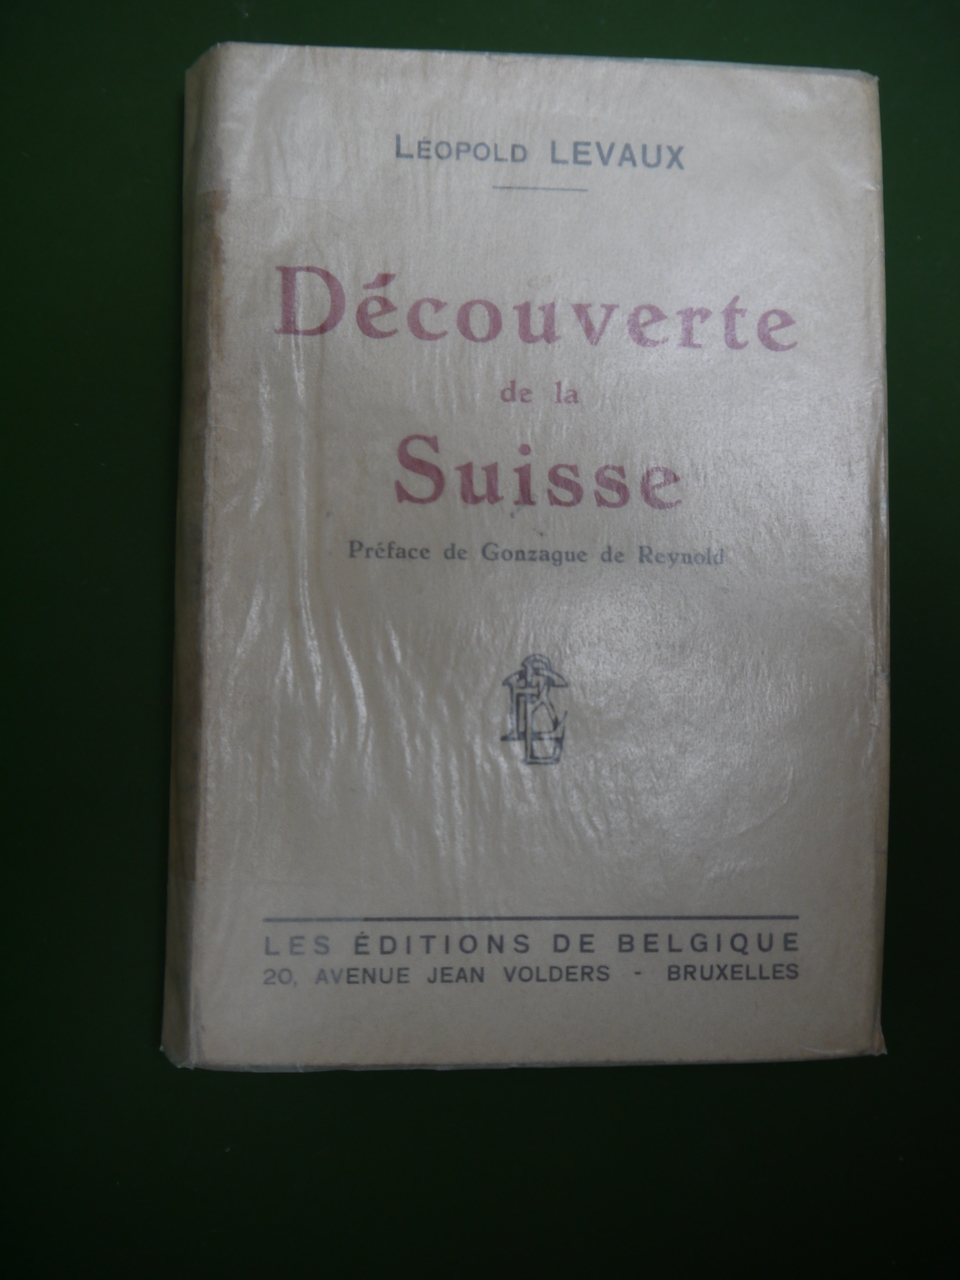 LÉOPOLD LEVAUX
Découverte
de la
Suisse
Préface de Gonzague de Reynold
LES ÉDITIONS DE BELGIQUE
20, AVENUE JEAN VOLDERS - BRUXELLES